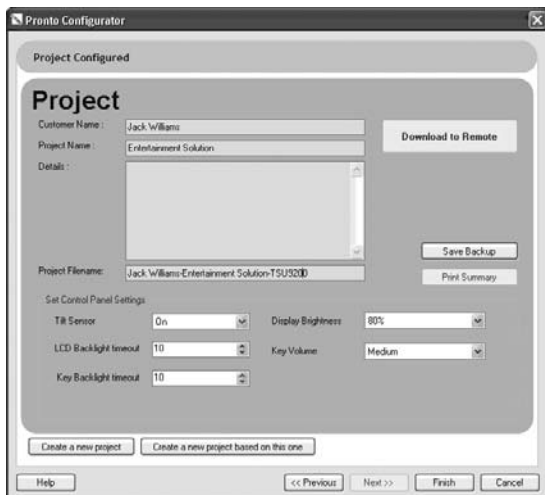 Pronto Configurator
Project Configured
Project
Customer Name :
Jack Williams
Download to Remote
Project Name :
Entertainment Solution
Details :
Save Backup
Project Filename:
Jack Williams-Entertainment Solution-TSU9200
Print Summary
Set Control Panel Settings
Tilt Sensor
On
Display Brightness
80%
LCD Backlight timeout
10
Key Volume
Medium
Key Backlight timeout
10
Create a new project
Create a new project based on this one
Help
<< Previous
Next >>
Finish
Cancel